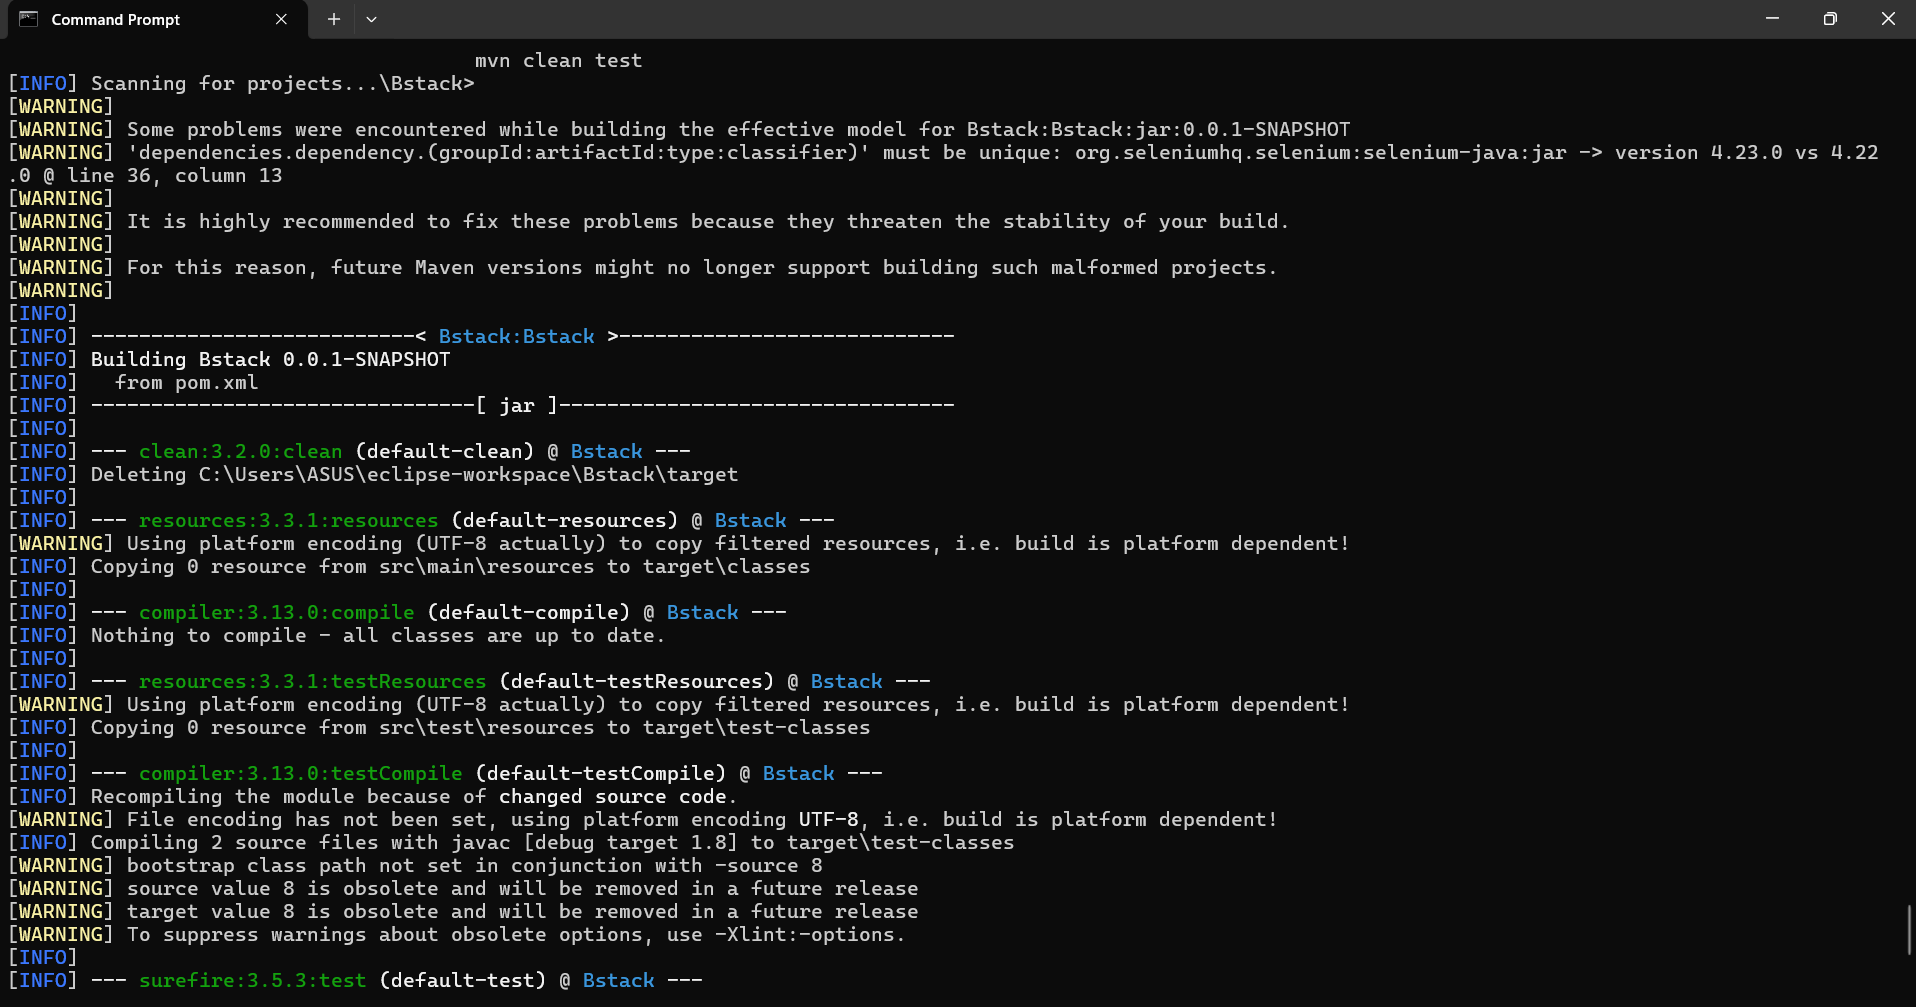 Command Prompt
mvn clean test
[INFO] Scanning for projects...\Bstack>
[WARNING]
[WARNING] Some problems were encountered while building the effective model for Bstack:Bstack:jar:0.0.1-SNAPSHOT
[WARNING] 'dependencies.dependency.(groupId:artifactId:type:classifier)' must be unique: org.seleniumhq.selenium:selenium-java:jar -> version 4.23.0 vs 4.22
.0 @ line 36, column 13
[WARNING]
[WARNING] It is highly recommended to fix these problems because they threaten the stability of your build.
[WARNING]
[WARNING] For this reason, future Maven versions might no longer support building such malformed projects.
[WARNING]
[INFO]
[INFO] ---------------------------< Bstack:Bstack >----------------------------
[INFO] Building Bstack 0.0.1-SNAPSHOT
[INFO]   from pom.xml
[INFO] --------------------------------[ jar ]---------------------------------
[INFO]
[INFO] --- clean:3.2.0:clean (default-clean) @ Bstack ---
[INFO] Deleting C:\Users\ASUS\eclipse-workspace\Bstack\target
[INFO]
[INFO] --- resources:3.3.1:resources (default-resources) @ Bstack ---
[WARNING] Using platform encoding (UTF-8 actually) to copy filtered resources, i.e. build is platform dependent!
[INFO] Copying 0 resource from src\main\resources to target\classes
[INFO]
[INFO] --- compiler:3.13.0:compile (default-compile) @ Bstack ---
[INFO] Nothing to compile - all classes are up to date.
[INFO]
[INFO] --- resources:3.3.1:testResources (default-testResources) @ Bstack ---
[WARNING] Using platform encoding (UTF-8 actually) to copy filtered resources, i.e. build is platform dependent!
[INFO] Copying 0 resource from src\test\resources to target\test-classes
[INFO]
[INFO] --- compiler:3.13.0:testCompile (default-testCompile) @ Bstack ---
[INFO] Recompiling the module because of changed source code.
[WARNING] File encoding has not been set, using platform encoding UTF-8, i.e. build is platform dependent!
[INFO] Compiling 2 source files with javac [debug target 1.8] to target\test-classes
[WARNING] bootstrap class path not set in conjunction with -source 8
[WARNING] source value 8 is obsolete and will be removed in a future release
[WARNING] target value 8 is obsolete and will be removed in a future release
[WARNING] To suppress warnings about obsolete options, use -Xlint:-options.
[INFO]
[INFO] --- surefire:3.5.3:test (default-test) @ Bstack ---